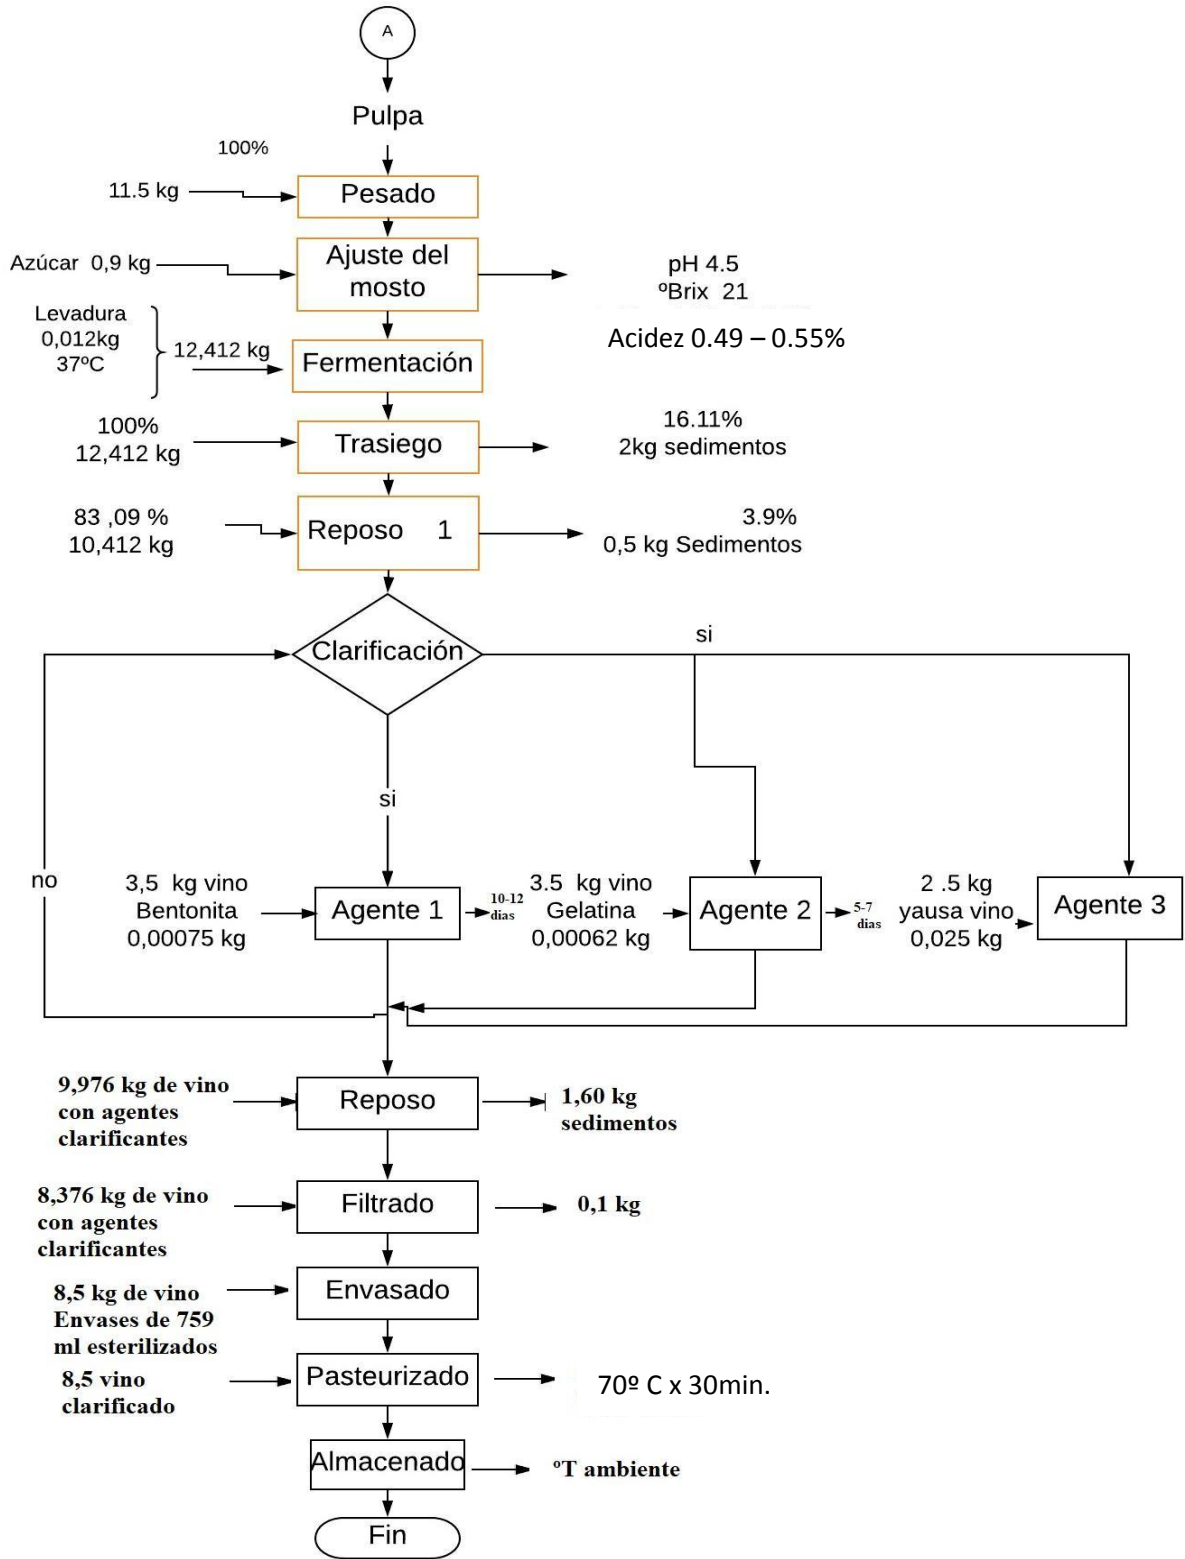 A
Pulpa
100%
11.5 kg
Pesado
Azúcar 0,9 kg
Ajuste del
mosto
pH 4.5
ºBrix 21
Acidez 0.49 – 0.55%
Levadura
0,012kg
37ºC
12,412 kg
Fermentación
100%
12,412 kg
Trasiego
16.11%
2kg sedimentos
83 ,09 %
10,412 kg
Reposo 1
3.9%
0,5 kg Sedimentos
Clarificación
si
si
no
3,5 kg vino
Bentonita
0,00075 kg
Agente 1
10-12
dias
3.5 kg vino
Gelatina
0,00062 kg
Agente 2
5-7
dias
2 .5 kg
yausa vino
0,025 kg
Agente 3
9,976 kg de vino
con agentes
clarificantes
Reposo
1,60 kg
sedimentos
8,376 kg de vino
con agentes
clarificantes
Filtrado
0,1 kg
8,5 kg de vino
Envases de 759
ml esterilizados
Envasado
8,5 vino
clarificado
Pasteurizado
70º C x 30min.
Almacenado
ºT ambiente
Fin